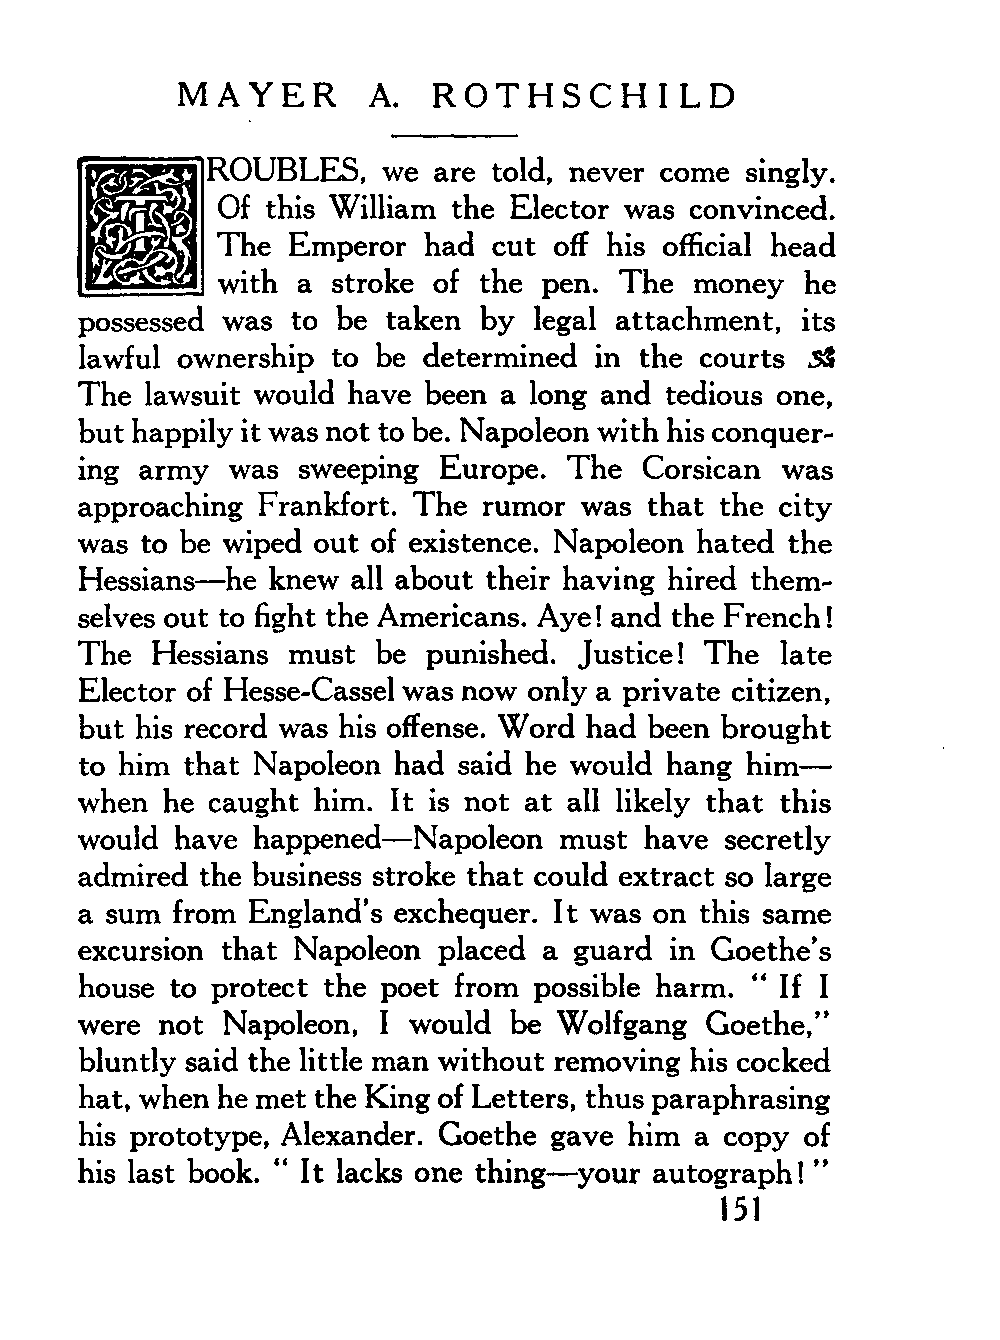 MAYER A. ROTHSCHILD
TROUBLES, we are told, never come singly.
Of this William the Elector was convinced.
The Emperor had cut off his official head
with a stroke of the pen. The money he
possessed was to be taken by legal attachment, its
lawful ownership to be determined in the courts
The lawsuit would have been a long and tedious one,
but happily it was not to be. Napoleon with his conquer-
ing army was sweeping Europe. The Corsican was
approaching Frankfort. The rumor was that the city
was to be wiped out of existence. Napoleon hated the
Hessians—he knew all about their having hired them-
selves out to fight the Americans. Aye! and the French!
The Hessians must be punished. Justice! The late
Elector of Hesse-Cassel was now only a private citizen,
but his record was his offense. Word had been brought
to him that Napoleon had said he would hang him—
when he caught him. It is not at all likely that this
would have happened—Napoleon must have secretly
admired the business stroke that could extract so large
a sum from England's exchequer. It was on this same
excursion that Napoleon placed a guard in Goethe's
house to protect the poet from possible harm. " If I
were not Napoleon, I would be Wolfgang Goethe,"
bluntly said the little man without removing his cocked
hat, when he met the King of Letters, thus paraphrasing
his prototype, Alexander. Goethe gave him a copy of
his last book. " It lacks one thing—your autograph! "
151